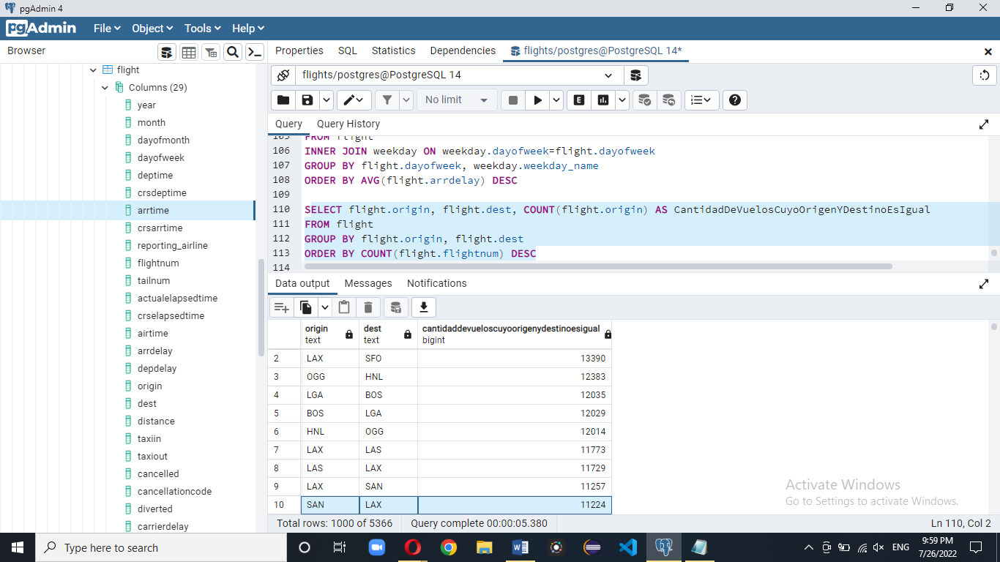 pgAdmin 4
pgAdmin File Object Tools Help
Browser
Properties SQL Statistics Dependencies flights/postgres@PostgreSQL 14*
flight
Columns (29)
year
month
dayofmonth
dayofweek
deptime
crsdeptime
arrtime
crsarrtime
reporting_airline
flightnum
tailnum
actualelapsedtime
crselapsedtime
airtime
arrdelay
depdelay
origin
dest
distance
taxiin
taxiout
cancelled
cancellationcode
diverted
carrierdelay
flights/postgres@PostgreSQL 14
No limit
E
Query Query History
105 FROM flight
106 INNER JOIN weekday ON weekday.dayofweek=flight.dayofweek
107 GROUP BY flight.dayofweek, weekday.weekday_name
108 ORDER BY AVG(flight.arrdelay) DESC
109
110 SELECT flight.origin, flight.dest, COUNT(flight.origin) AS CantidadDeVuelosCuyoOrigenYDestinoEsIgual
111 FROM flight
112 GROUP BY flight.origin, flight.dest
113 ORDER BY COUNT(flight.flightnum) DESC
114
Data output Messages Notifications
origin dest cantidaddevueloscuyoorigenydestinoesigual
text text bigint
2 LAX SFO 13390
3 OGG HNL 12383
4 LGA BOS 12035
5 BOS LGA 12029
6 HNL OGG 12014
7 LAX LAS 11773
8 LAS LAX 11729
9 LAX SAN 11257
10 SAN LAX 11224
Activate Windows
Go to Settings to activate Windows.
Total rows: 1000 of 5366 Query complete 00:00:05.380 Ln 110, Col 2
Type here to search
ENG
9:59 PM
7/26/2022